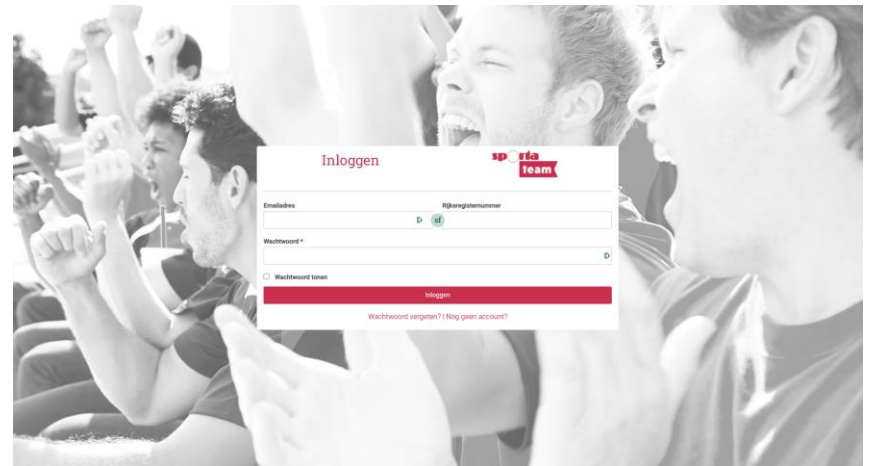 Inloggen
sporta
team
Emailadres
Rijksregisternummer
of
Wachtwoord *
Wachtwoord tonen
Inloggen
Wachtwoord vergeten? | Nog geen account?